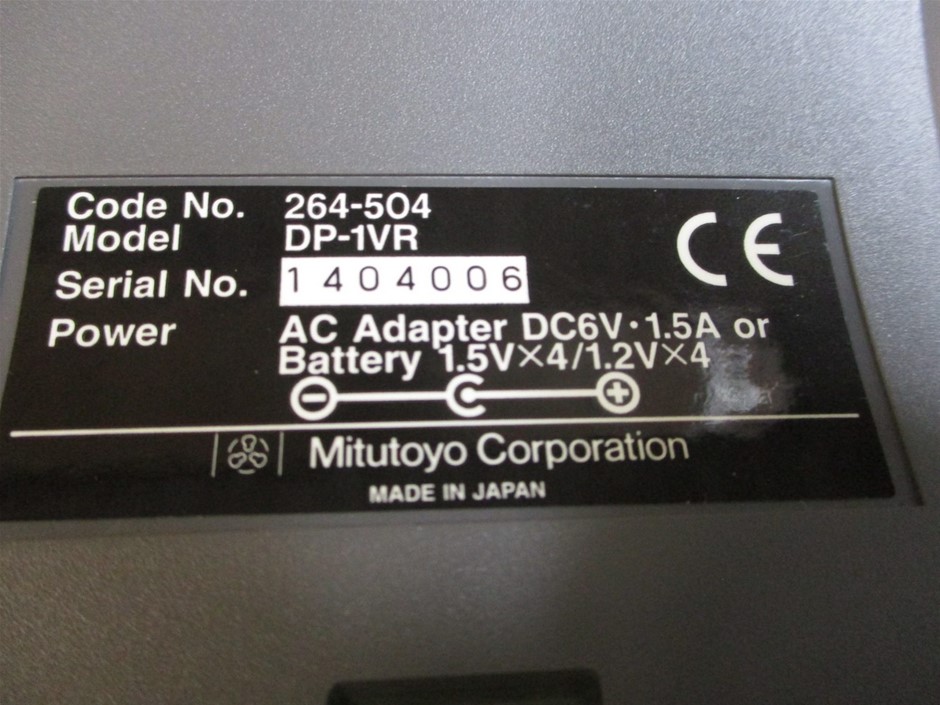 Code No. 264-504
Model DP-1VR
Serial No. 1404006
Power AC Adapter DC6V·1.5A or
Battery 1.5V×4/1.2V×4
Mitutoyo Corporation
MADE IN JAPAN
CE